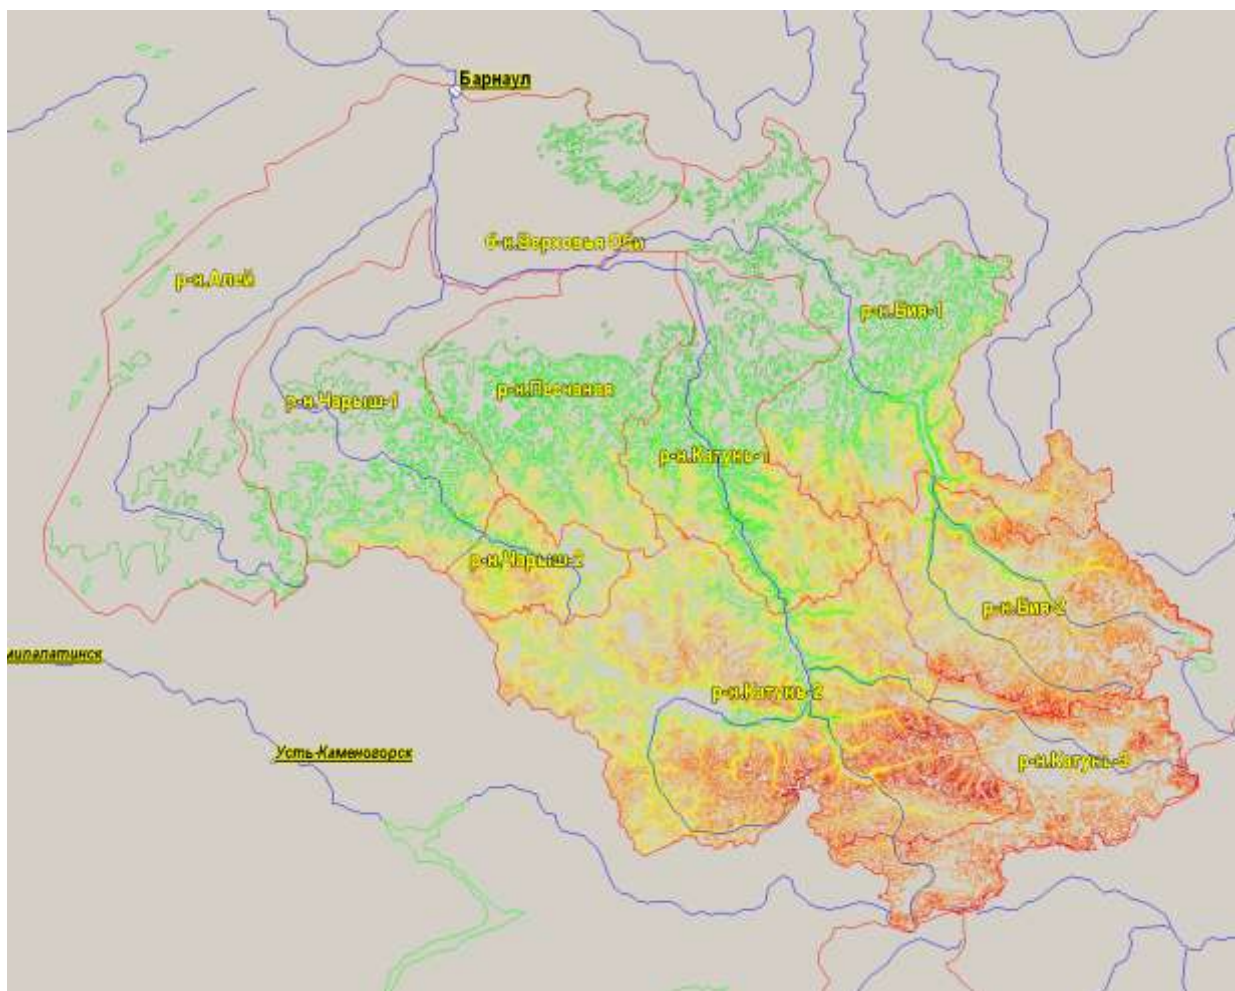 Барнаул
б-н.Верховья Оби
р-н.Алей
р-н.Бия-1
р-н.Песчаная
р-н.Чарыш-1
р-н.Катунь-1
р-н.Чарыш-2
р-н.Бия-2
мипалатинск
р-н.Катунь-2
Усть-Каменогорск
р-н.Катунь-3